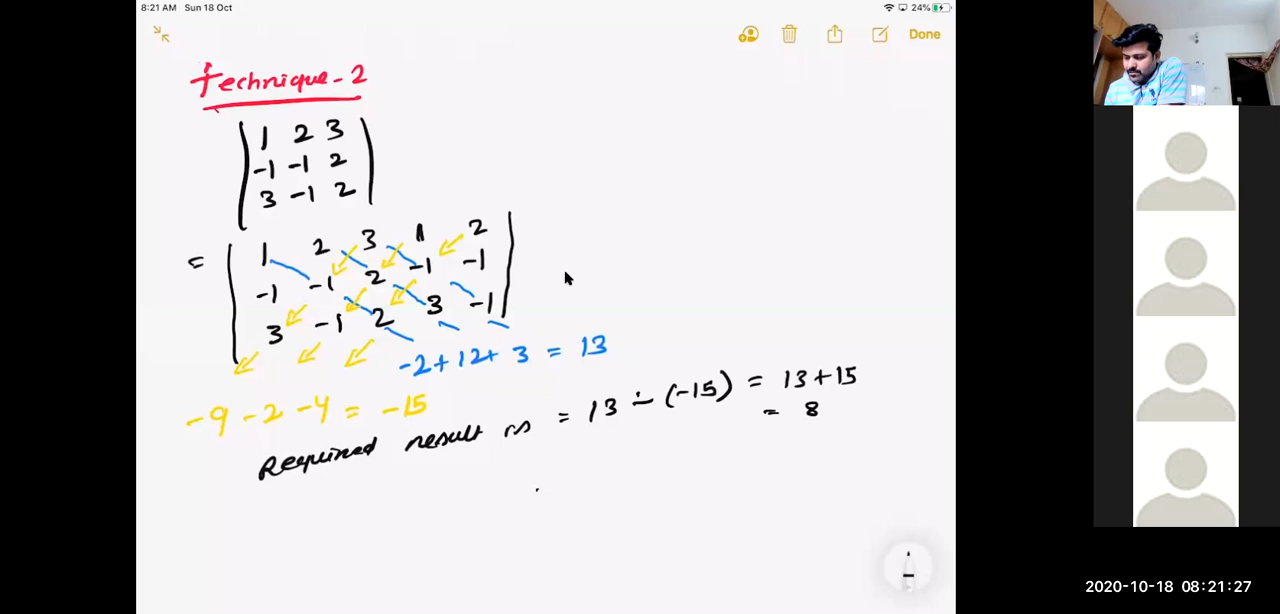 8:21 AM Sun 18 Oct
24%
Done
Technique-2
1 2 3
-1 -1 2
3 -1 2
= 1 2 3 1 2
-1 -1 2 -1 -1
3 -1 2 3 -1
-2+12+3 = 13
-9-2-4 = -15
Required result is = 13 - (-15) = 13+15
= 8
2020-10-18 08:21:27